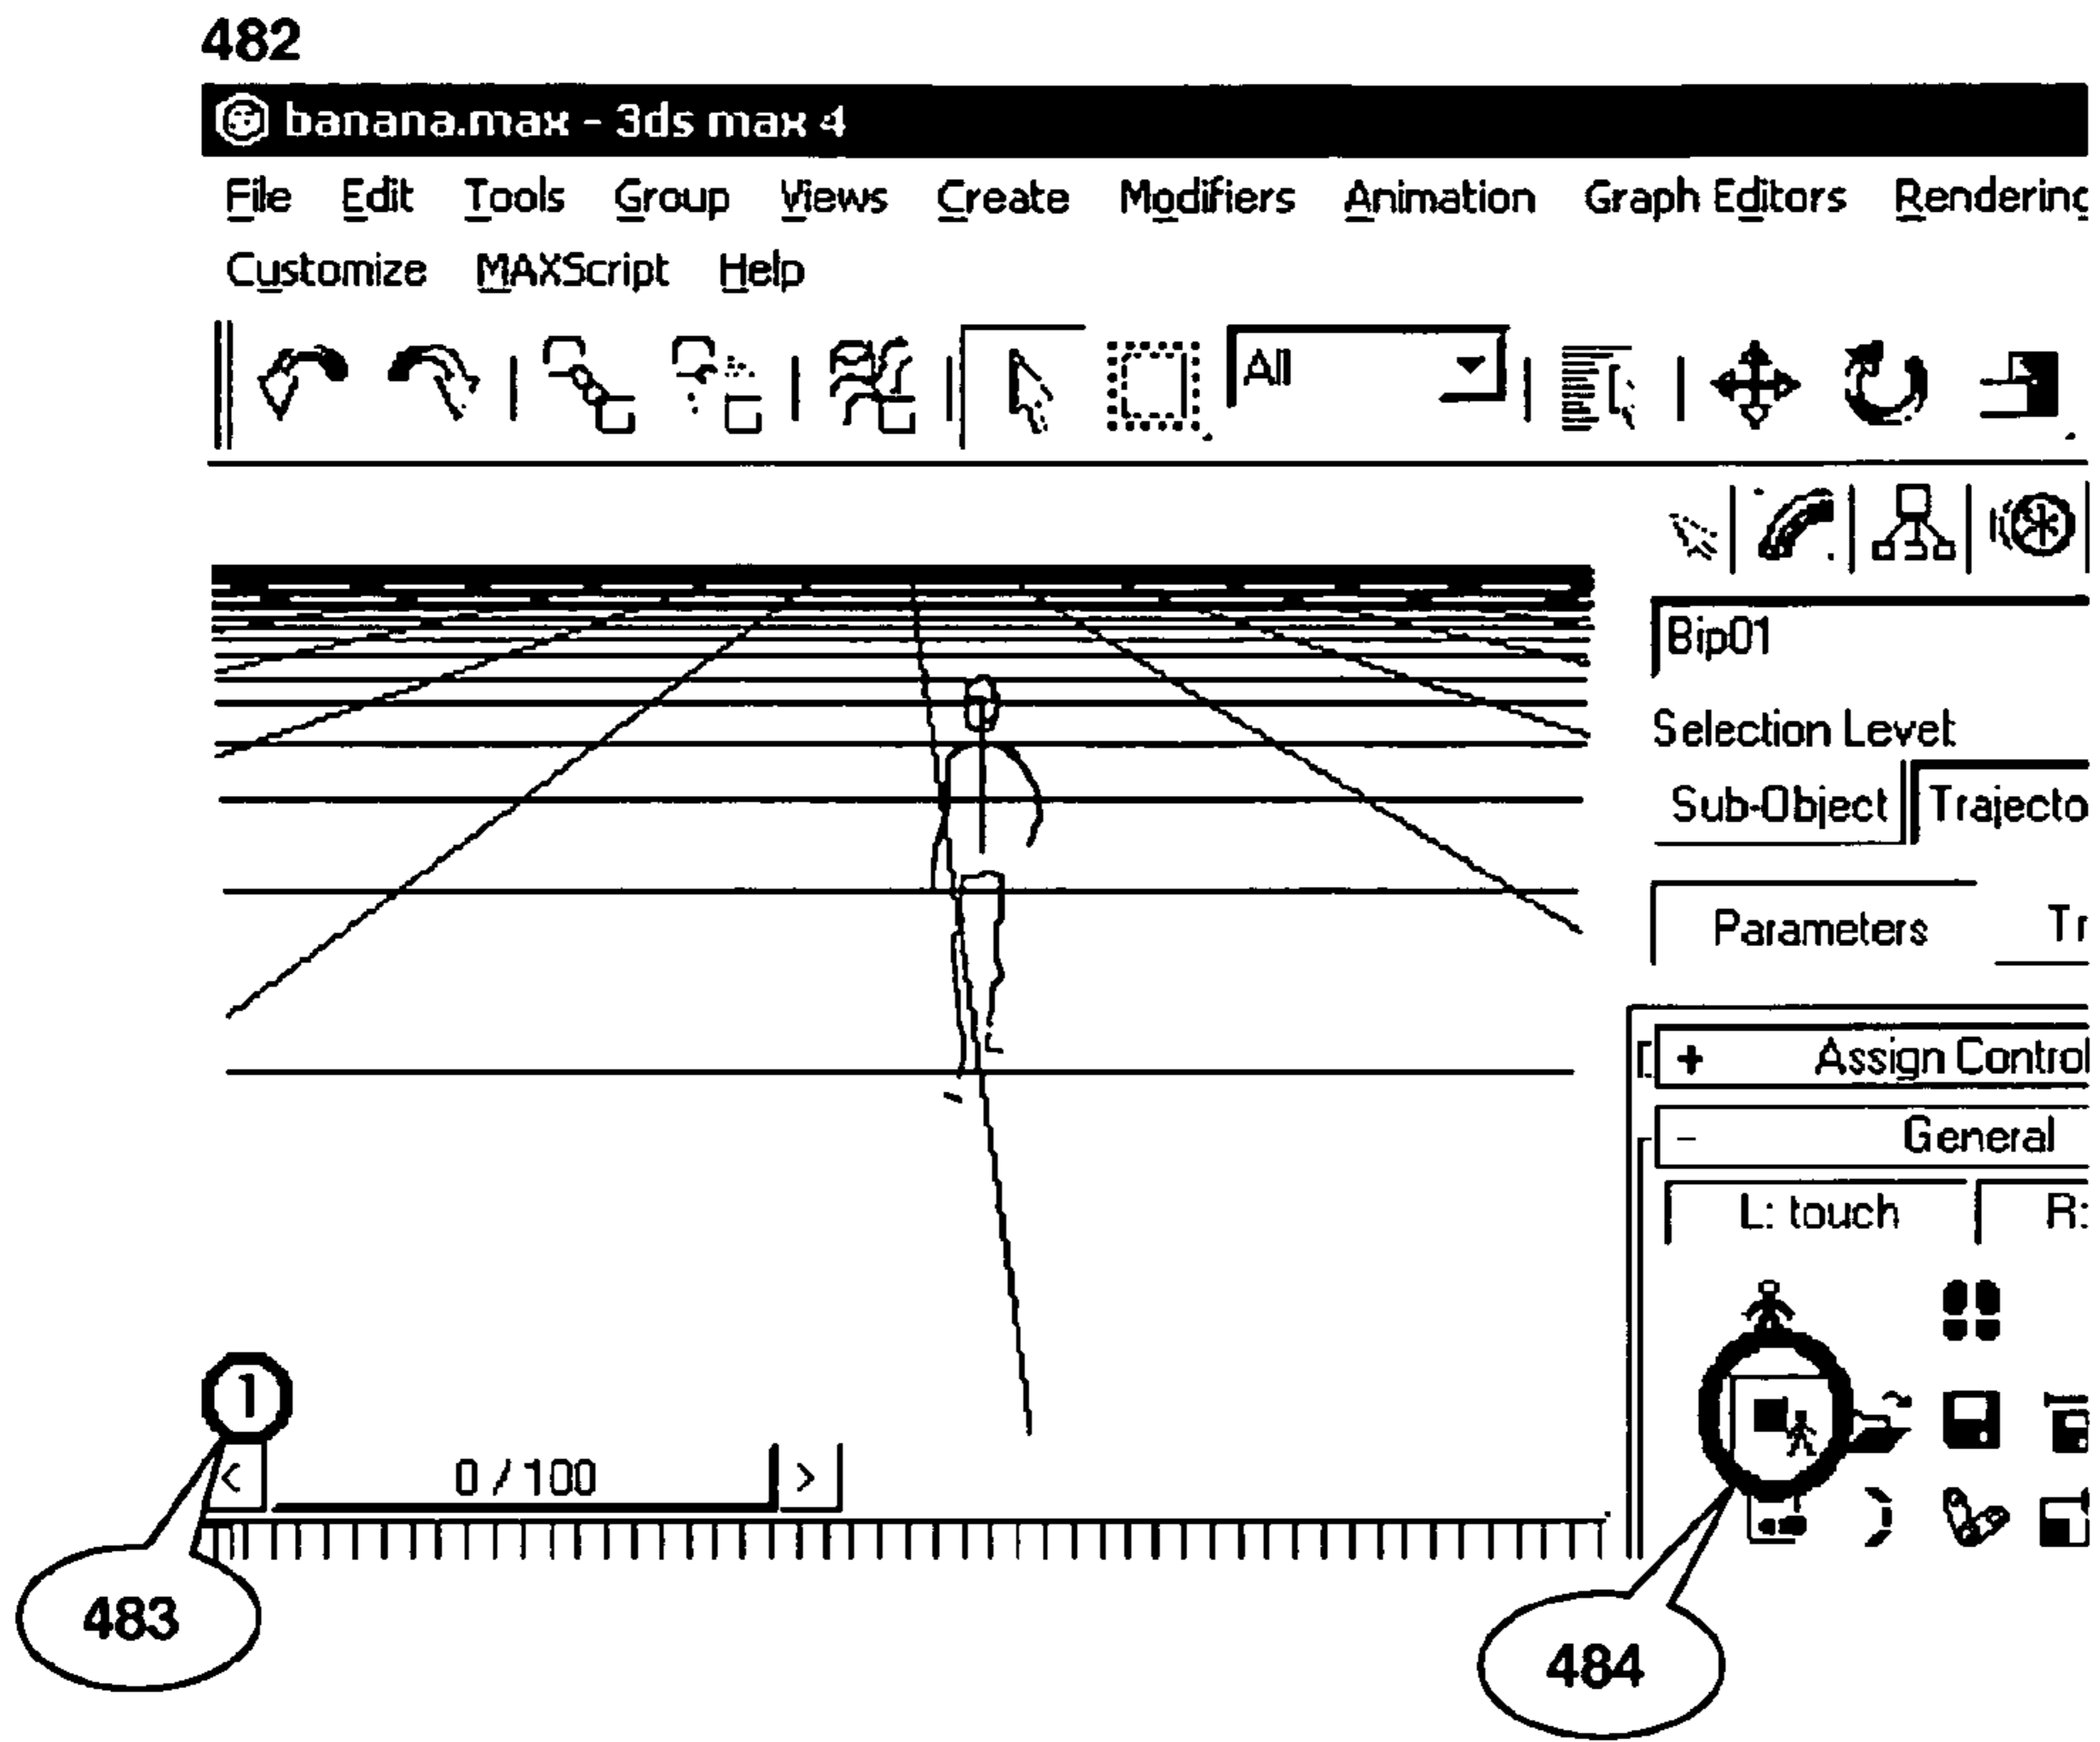 482
banana.max - 3ds max 4
File Edit Tools Group Views Create Modifiers Animation Graph Editors Rendering
Customize MAXScript Help
All
Bip01
Selection Level:
Sub-Object Trajecto
Parameters Tr
+ Assign Control
- General
L: touch R:
1
< 0 / 100 >
483
484